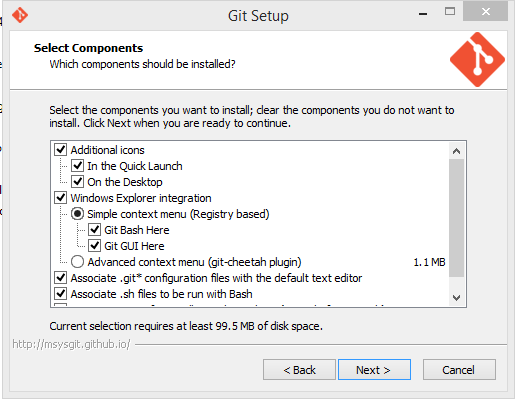 Git Setup
Select Components
Which components should be installed?
Select the components you want to install; clear the components you do not want to
install. Click Next when you are ready to continue.
Additional icons
In the Quick Launch
On the Desktop
Windows Explorer integration
Simple context menu (Registry based)
Git Bash Here
Git GUI Here
Advanced context menu (git-cheetah plugin) 1.1 MB
Associate .git* configuration files with the default text editor
Associate .sh files to be run with Bash
Current selection requires at least 99.5 MB of disk space.
http://msysgit.github.io/
< Back Next > Cancel